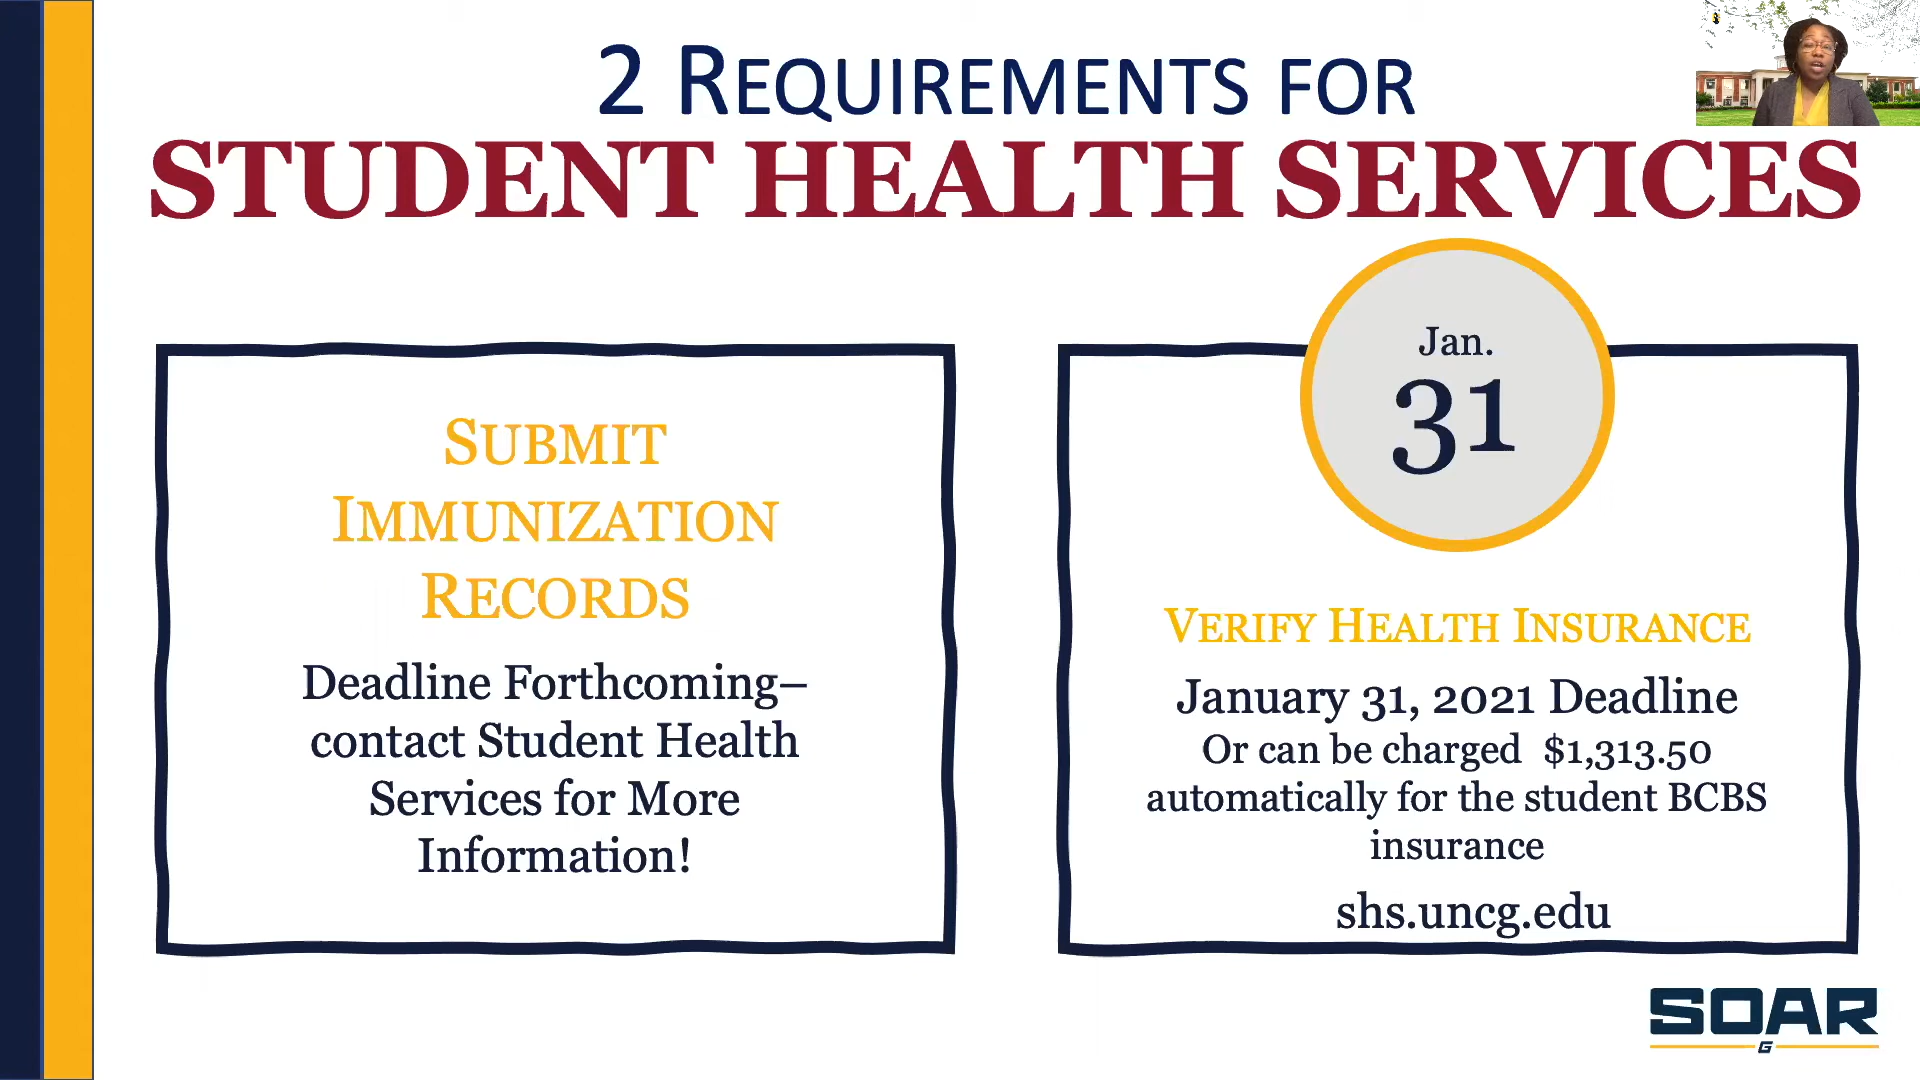 2 REQUIREMENTS FOR
STUDENT HEALTH SERVICES
SUBMIT
IMMUNIZATION
RECORDS
Deadline Forthcoming–
contact Student Health
Services for More
Information!
Jan.
31
VERIFY HEALTH INSURANCE
January 31, 2021 Deadline
Or can be charged $1,313.50
automatically for the student BCBS
insurance
shs.uncg.edu
SOAR
G